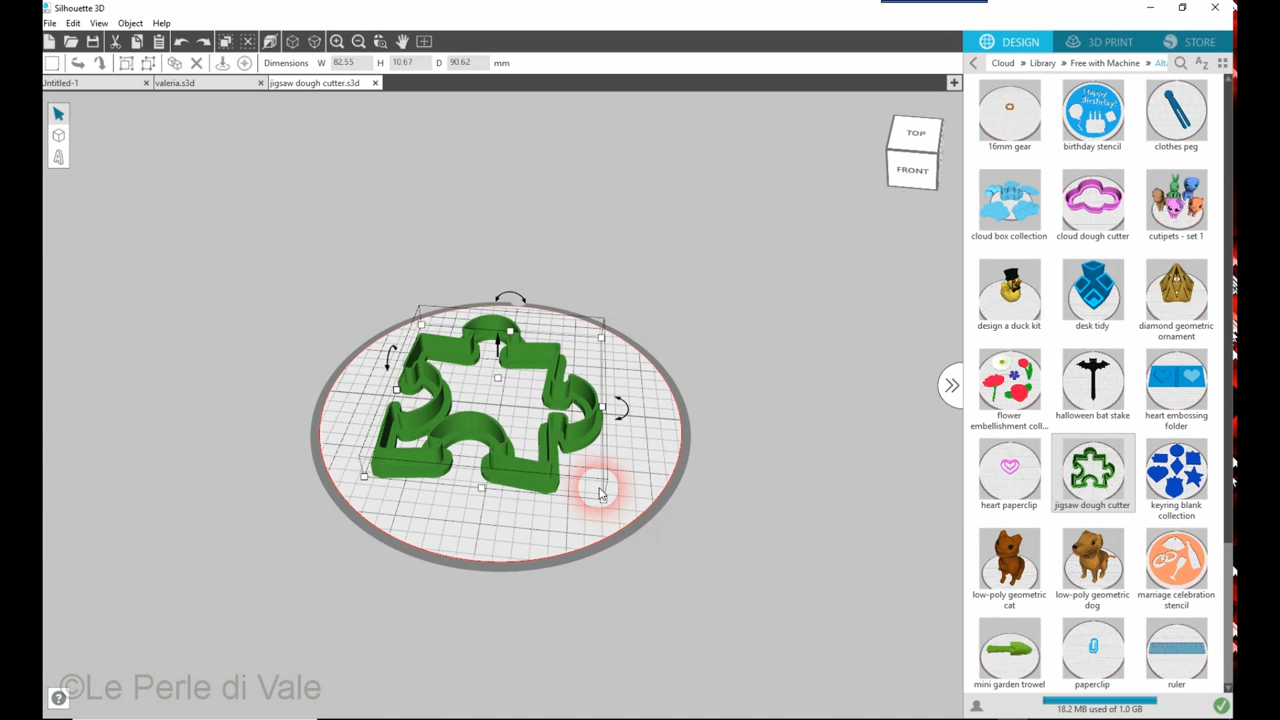 Silhouette 3D
File Edit View Object Help
Dimensions W 82.55 H 10.67 D 90.62 mm
Untitled-1 valeria.s3d jigsaw dough cutter.s3d
TOP
FRONT
DESIGN 3D PRINT STORE
Cloud » Library » Free with Machine »
16mm gear
birthday stencil
clothes peg
cloud box collection
cloud dough cutter
cutipets - set 1
design a duck kit
desk tidy
diamond geometric
ornament
flower
embellishment coll...
halloween bat stake
heart embossing
folder
heart paperclip
jigsaw dough cutter
keyring blank
collection
low-poly geometric
cat
low-poly geometric
dog
marriage celebration
stencil
mini garden trowel
paperclip
ruler
18.2 MB used of 1.0 GB
©Le Perle di Vale